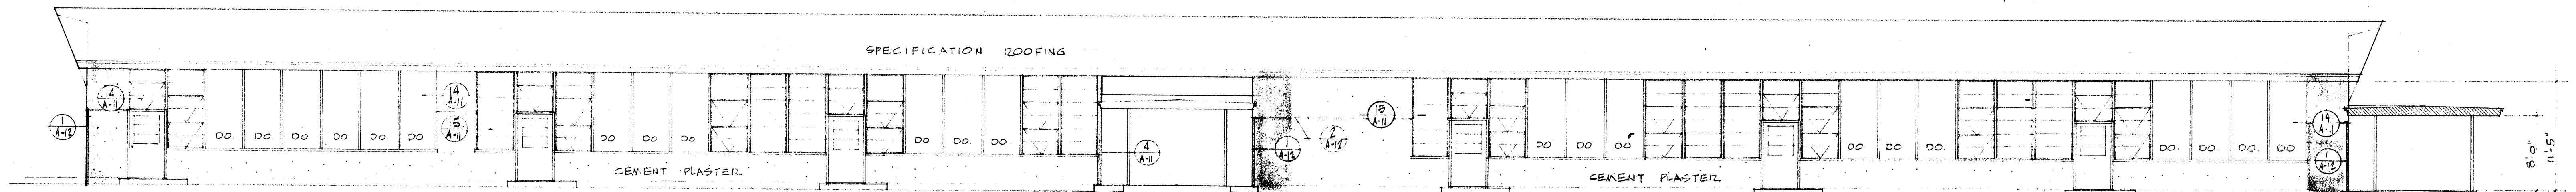 SPECIFICATION ROOFING
14 A-11
1 A-12
DO. DO DO DO DO. DO
14 A-11
5 A-11
DO DO DO
DO DO. DO
4 A-11
1 A-12
2 A-12
15 A-11
DO DO DO
DO DO DO.
DO. DO. DO DO
14 A-11
1 A-12
8'-0"
11'-5"
CEMENT PLASTER
CEMENT PLASTER